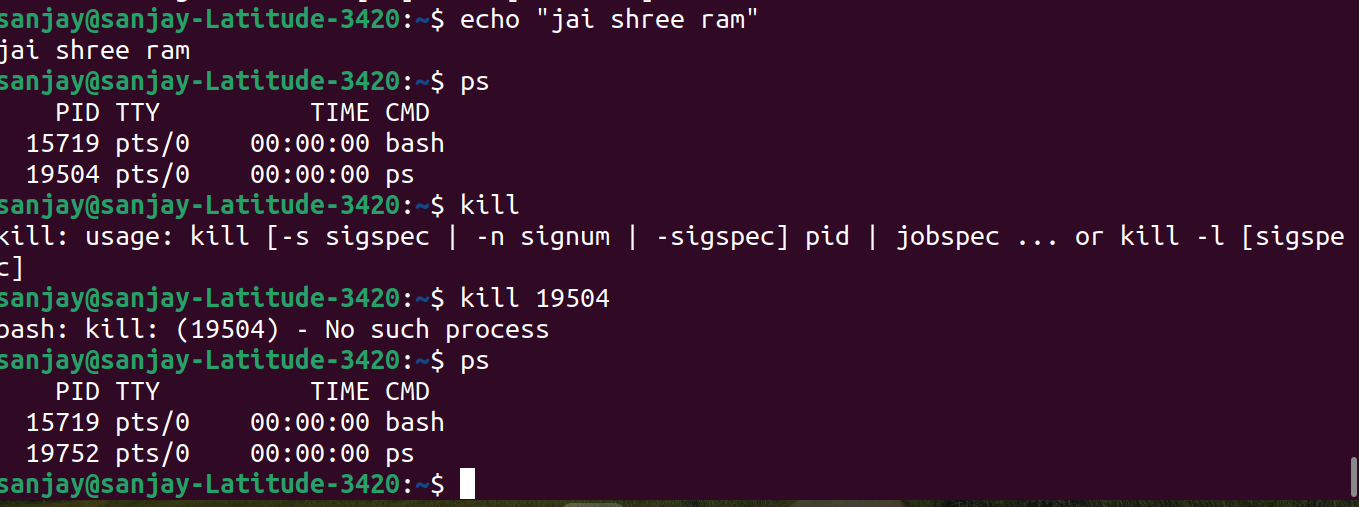 sanjay@sanjay-Latitude-3420:~$ echo "jai shree ram"
jai shree ram
sanjay@sanjay-Latitude-3420:~$ ps
    PID TTY          TIME CMD
  15719 pts/0    00:00:00 bash
  19504 pts/0    00:00:00 ps
sanjay@sanjay-Latitude-3420:~$ kill
kill: usage: kill [-s sigspec | -n signum | -sigspec] pid | jobspec ... or kill -l [sigspe
c]
sanjay@sanjay-Latitude-3420:~$ kill 19504
bash: kill: (19504) - No such process
sanjay@sanjay-Latitude-3420:~$ ps
    PID TTY          TIME CMD
  15719 pts/0    00:00:00 bash
  19752 pts/0    00:00:00 ps
sanjay@sanjay-Latitude-3420:~$